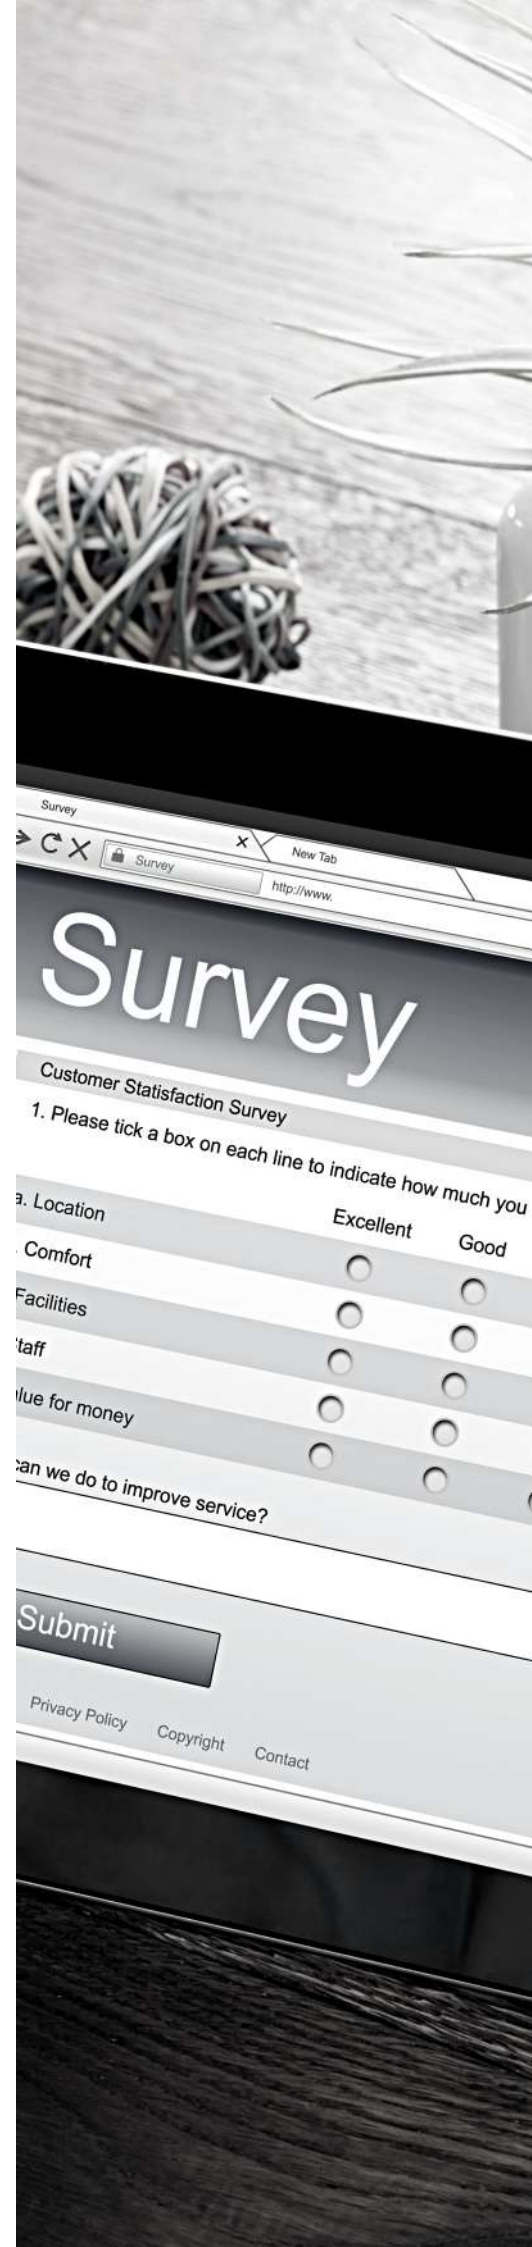 Survey
New Tab
Survey
http://www.
Survey
Customer Statisfaction Survey
1. Please tick a box on each line to indicate how much you
Excellent Good
a. Location
. Comfort
Facilities
taff
lue for money
can we do to improve service?
Submit
Privacy Policy Copyright Contact